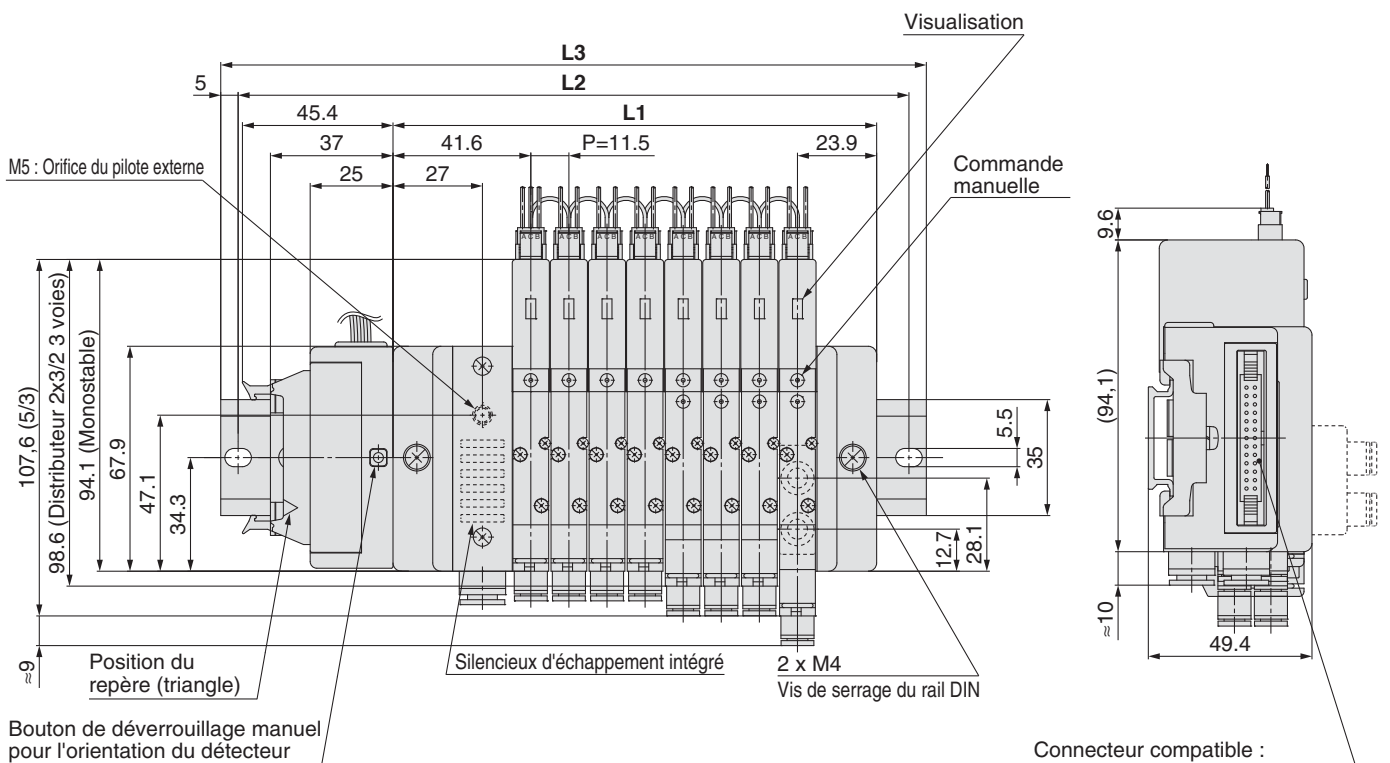 Visualisation
L3
5
L2
45.4
L1
37
41.6
P=11.5
23.9
M5 : Orifice du pilote externe
Commande
manuelle
25
27
9.6
A C B
A C B
A C B
A C B
A C B
A C B
A C B
A C B
107,6 (5/3)
98.6 (Distributeur 2x3/2 3 voies)
94.1 (Monostable)
67.9
47.1
34.3
5.5
35
12.7
28.1
(94,1)
≈10
49.4
≈9
Position du
repère (triangle)
Silencieux d'échappement intégré
2 x M4
Vis de serrage du rail DIN
Bouton de déverrouillage manuel
pour l'orientation du détecteur
Connecteur compatible :